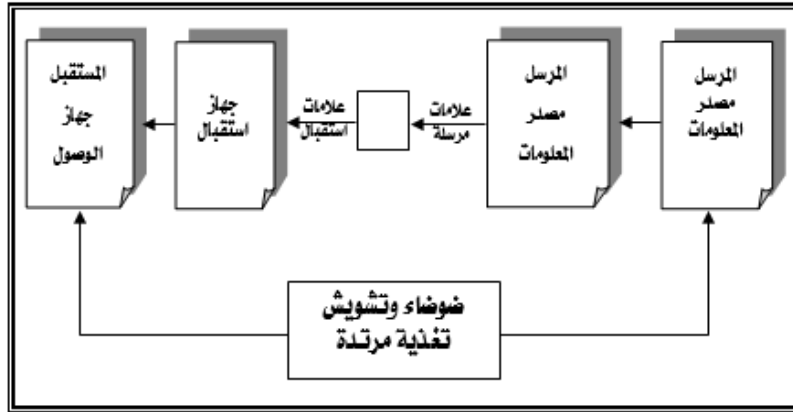 المرسل
مصدر
المعلومات
المرسل
مصدر
المعلومات
علامات
مرسلة
علامات
استقبال
جهاز
استقبال
المستقبل
جهاز
الوصول
ضوضاء وتشويش
تغذية مرتدة